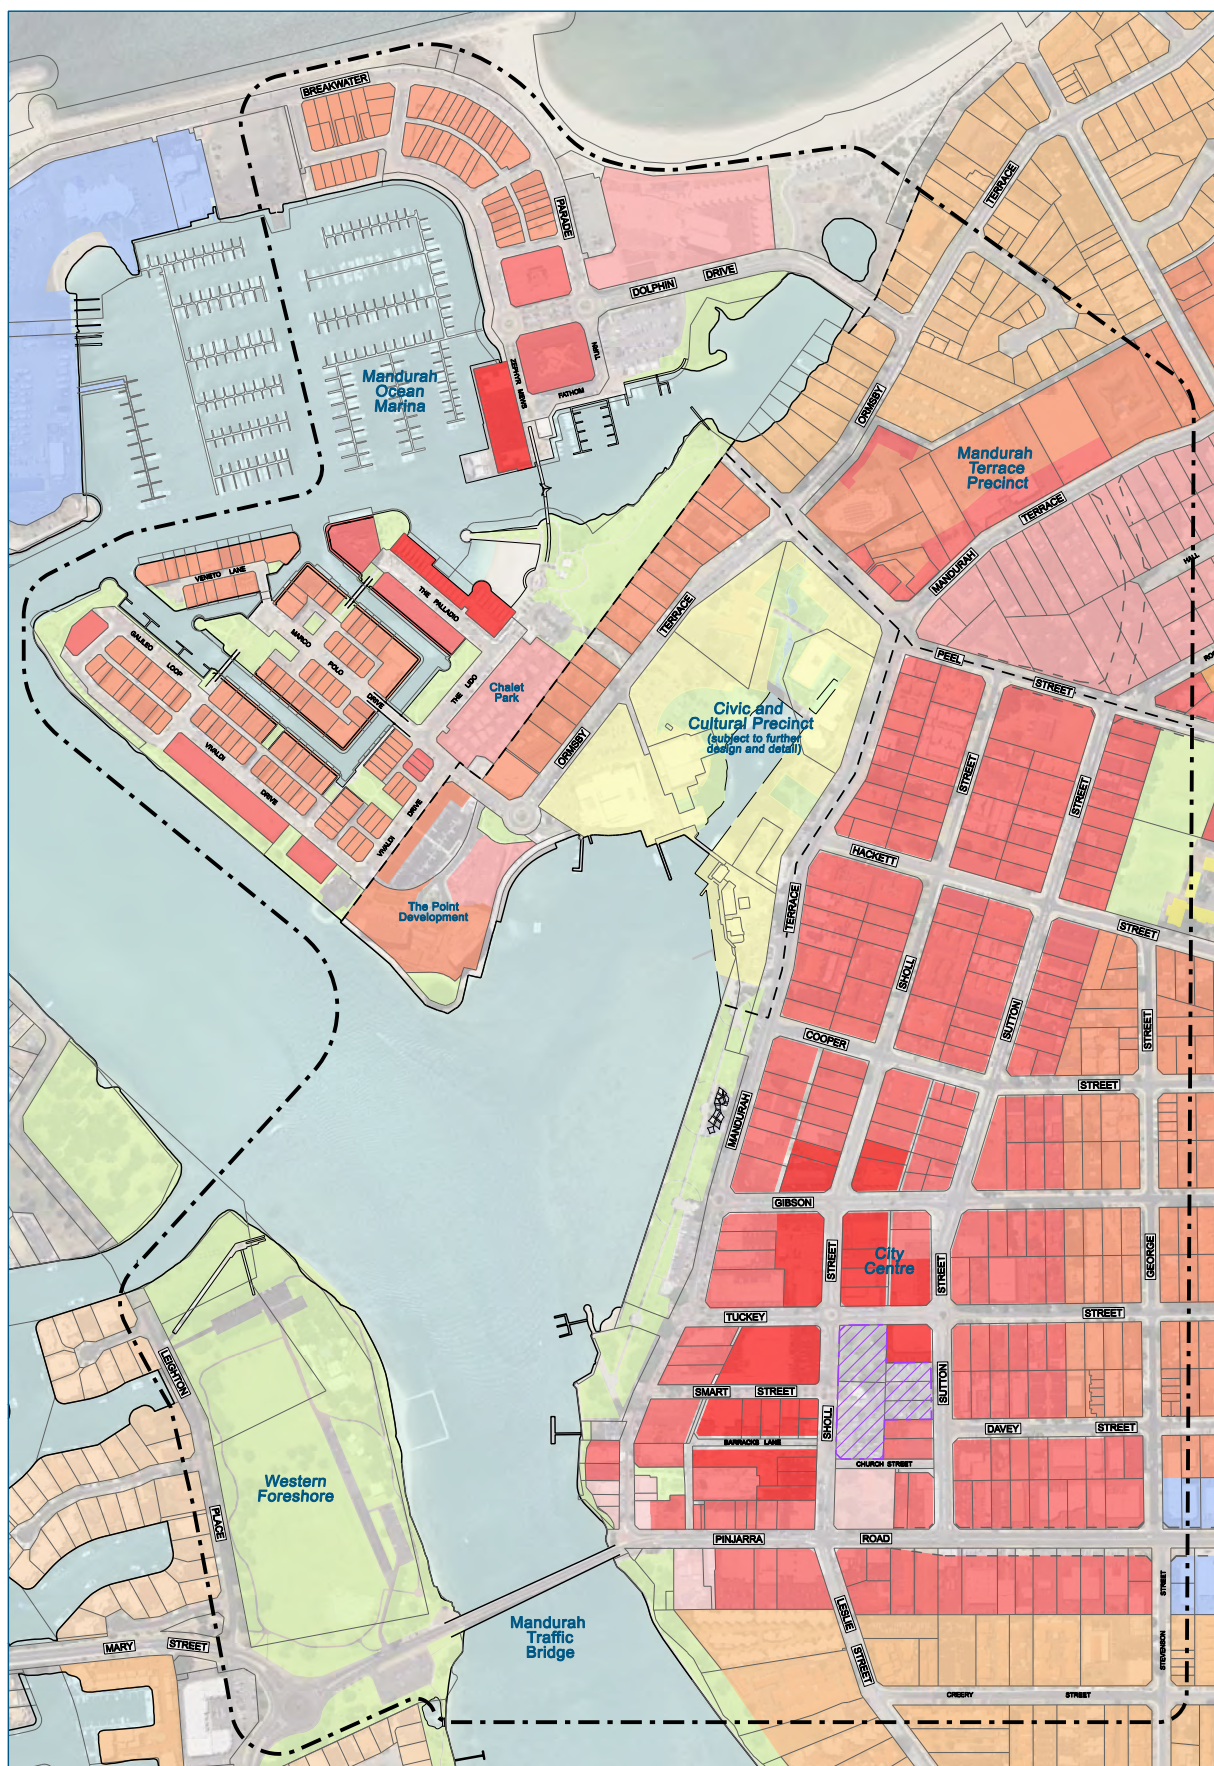 BREAKWATER
TERRACE
PARADE
DOLPHIN
DRIVE
TURN
ZEPHYR MEWS
FATHOM
Mandurah
Ocean
Marina
ORMSBY
Mandurah
Terrace
Precinct
TERRACE
MANDURAH
HALL
VENETO LANE
THE PALLADIO
TERRACE
GALILEO
LOOP
MARCO
POLO
DRIVE
THE LIDO
Chalet
Park
PEEL
STREET
Civic and
Cultural Precinct
(subject to further
design and detail)
ORMSBY
VIVALDI
DRIVE
DRIVE
VIVALDI
STREET
STREET
HACKETT
STREET
The Point
Development
TERRACE
SHOLL
SUTTON
STREET
COOPER
STREET
MANDURAH
GIBSON
STREET
City
Centre
STREET
GEORGE
TUCKEY
STREET
LEIGHTON
SMART
STREET
SUTTON
SHOLL
DAVEY
STREET
BARRACKS LANE
CHURCH STREET
Western
Foreshore
PLACE
PINJARRA
ROAD
Mandurah
Traffic
Bridge
LESLIE
STREET
STREET
STEVENSON
MARY
STREET
CREERY
STREET